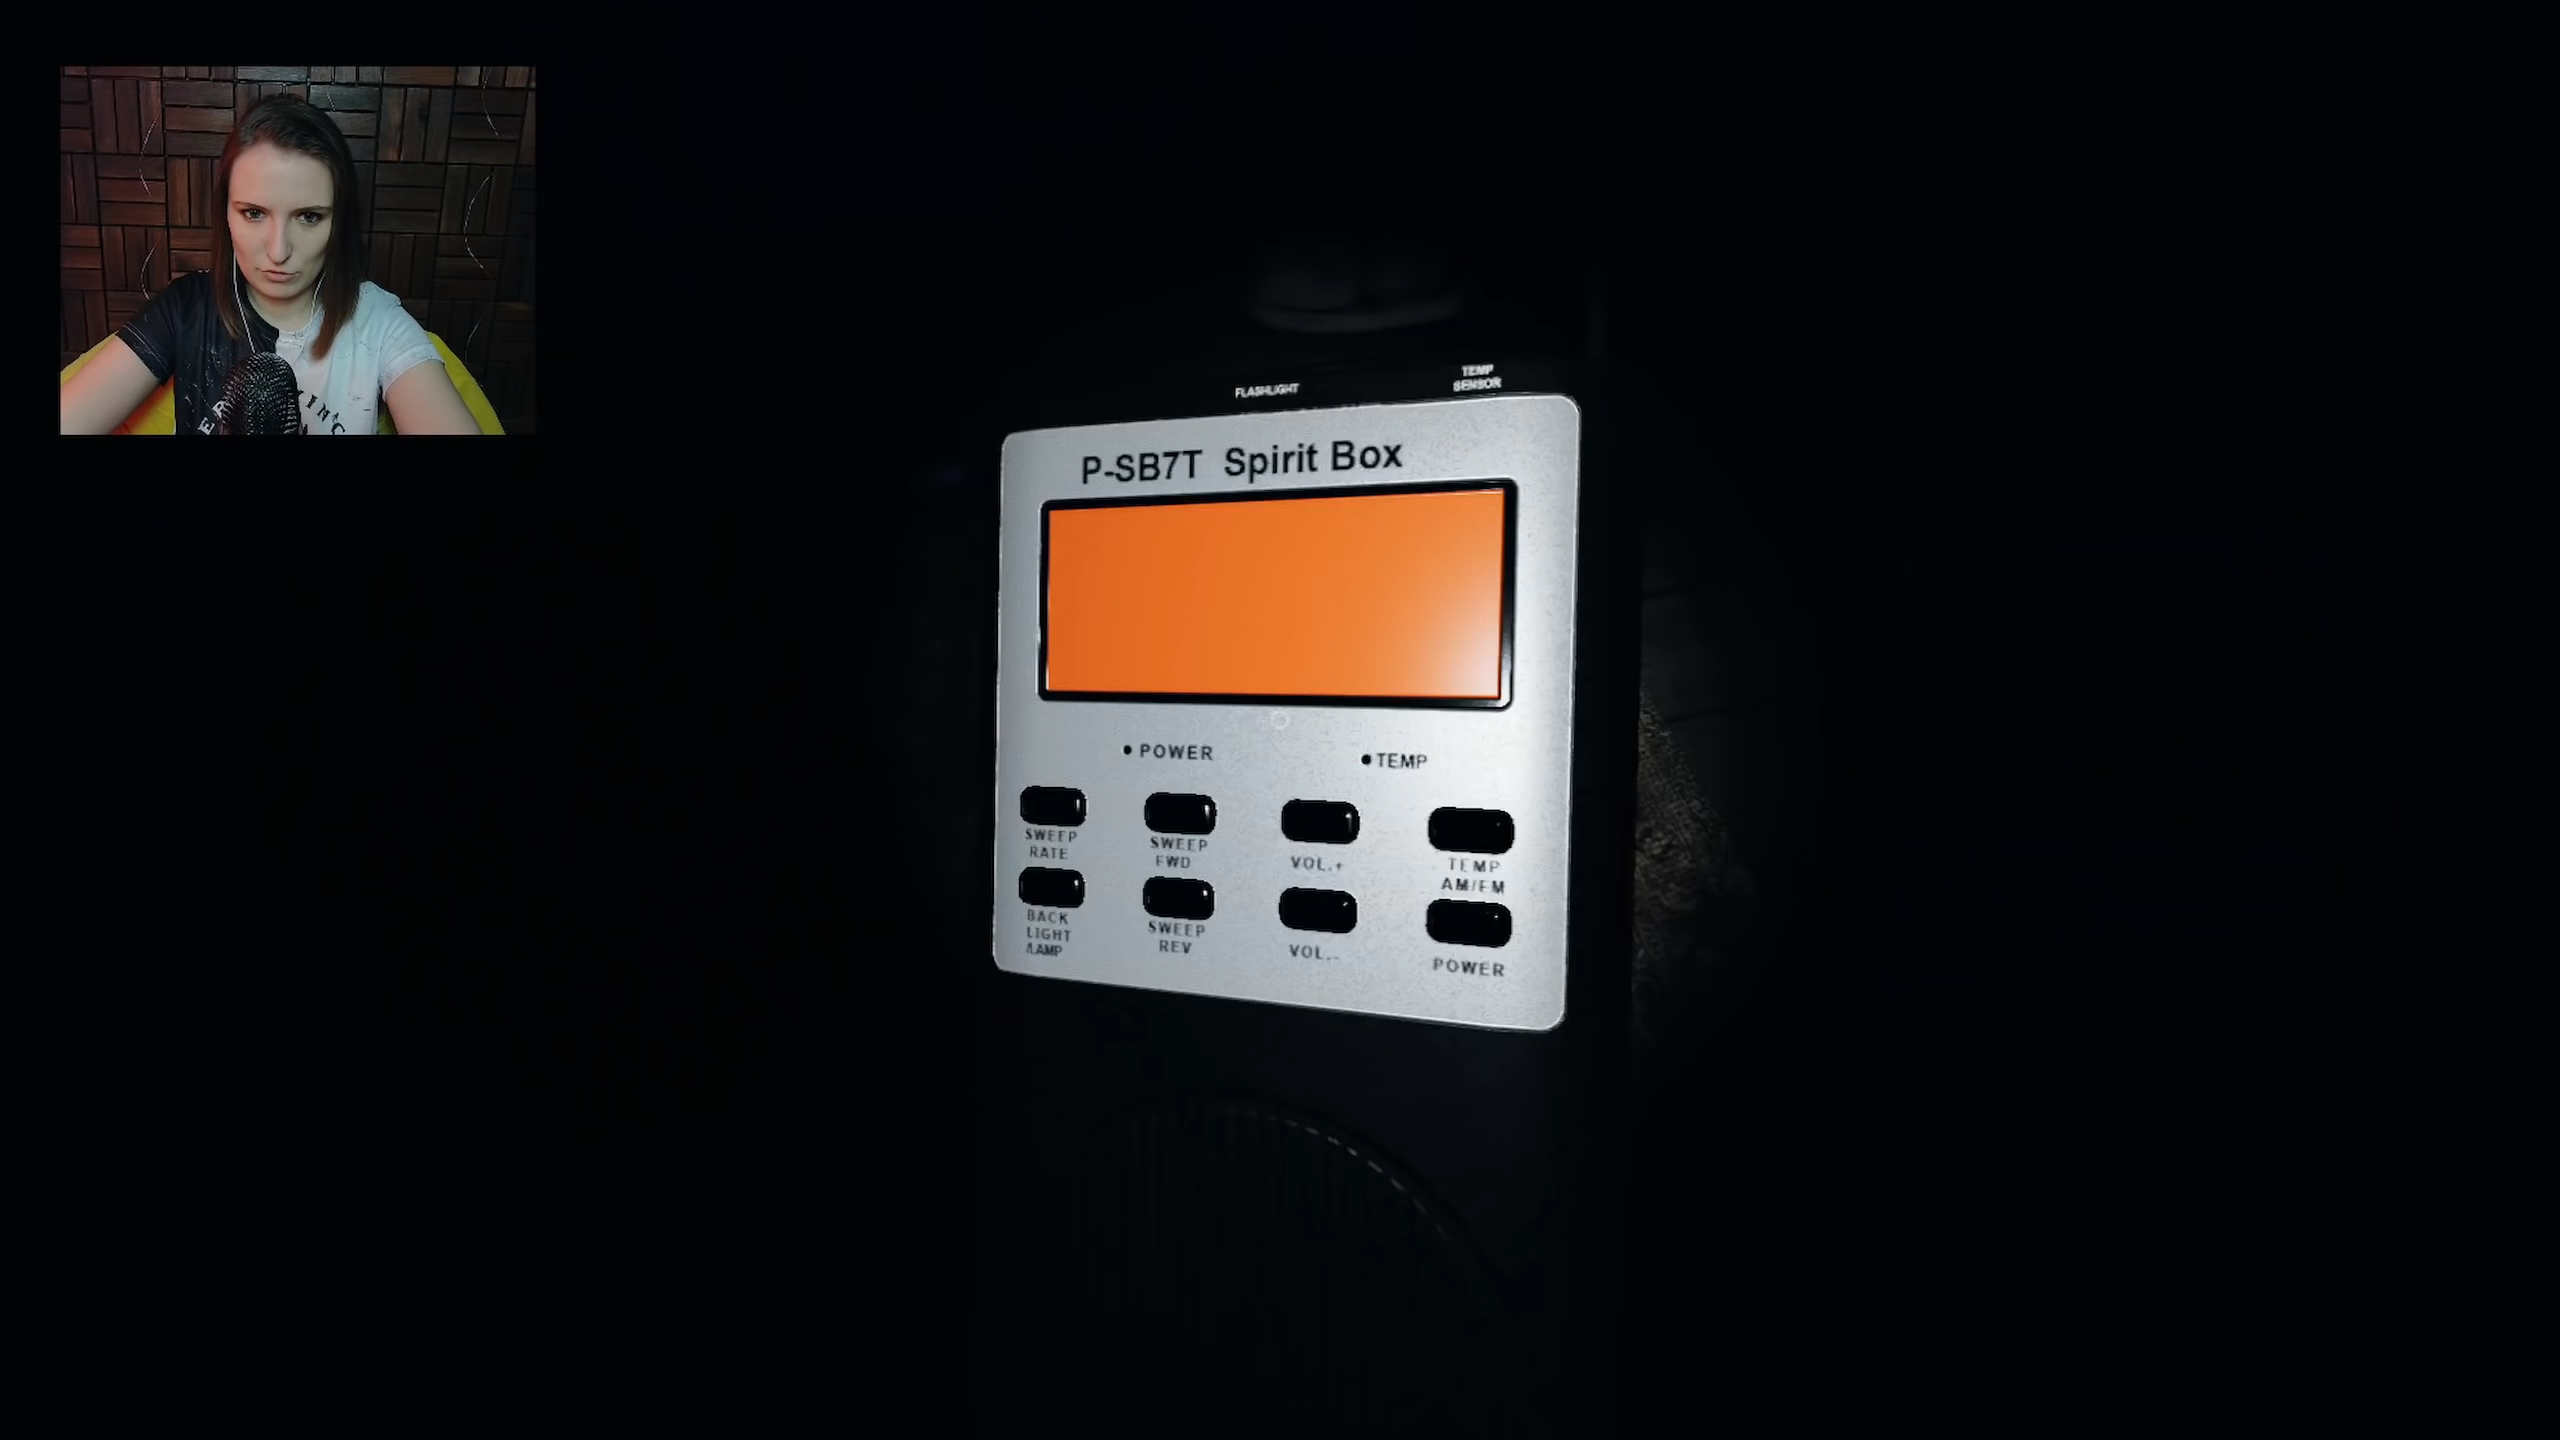 FLASHLIGHT
TEMP
SENSOR
P-SB7T Spirit Box
POWER
TEMP
SWEEP
RATE
SWEEP
FWD
VOL.+
TEMP
AM/FM
BACK
LIGHT
/LAMP
SWEEP
REV
VOL.-
POWER